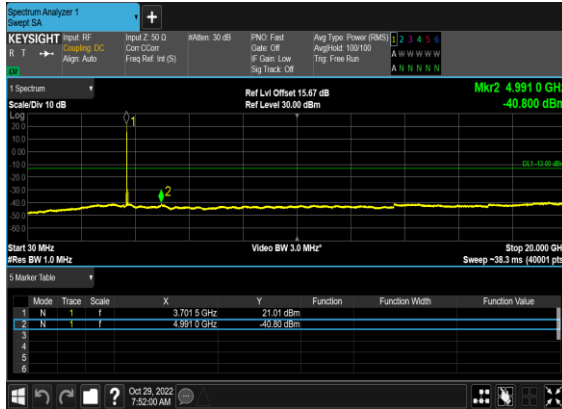 Spectrum Analyzer 1
Swept SA
+
KEYSIGHT Input: RF Input Z: 50 Ω #Atten: 30 dB PNO: Fast Avg Type: Power (RMS) 1 2 3 4 5 6
R T Coupling: DC Corr CCorr Gate: Off Avg|Hold: 100/100 A W W W W W
Align: Auto Freq Ref: Int (S) IF Gain: Low Trig: Free Run
LU Sig Track: Off A N N N N N
1 Spectrum Ref Lvl Offset 15.67 dB Mkr2 4.991 0 GHz
Scale/Div 10 dB Ref Level 30.00 dBm -40.800 dBm
Log
1
20.0
10.0
0.00
-10.0 DL1 -13.00 dBm
-20.0
-30.0
2
-40.0
-50.0
-60.0
Start 30 MHz Video BW 3.0 MHz* Stop 20.000 GHz
#Res BW 1.0 MHz Sweep ~38.3 ms (40001 pts)
5 Marker Table
Mode Trace Scale X Y Function Function Width Function Value
1 N 1 f 3.701 5 GHz 21.01 dBm
2 N 1 f 4.991 0 GHz -40.80 dBm
3
4
5
6
? Oct 29, 2022
7:52:00 AM